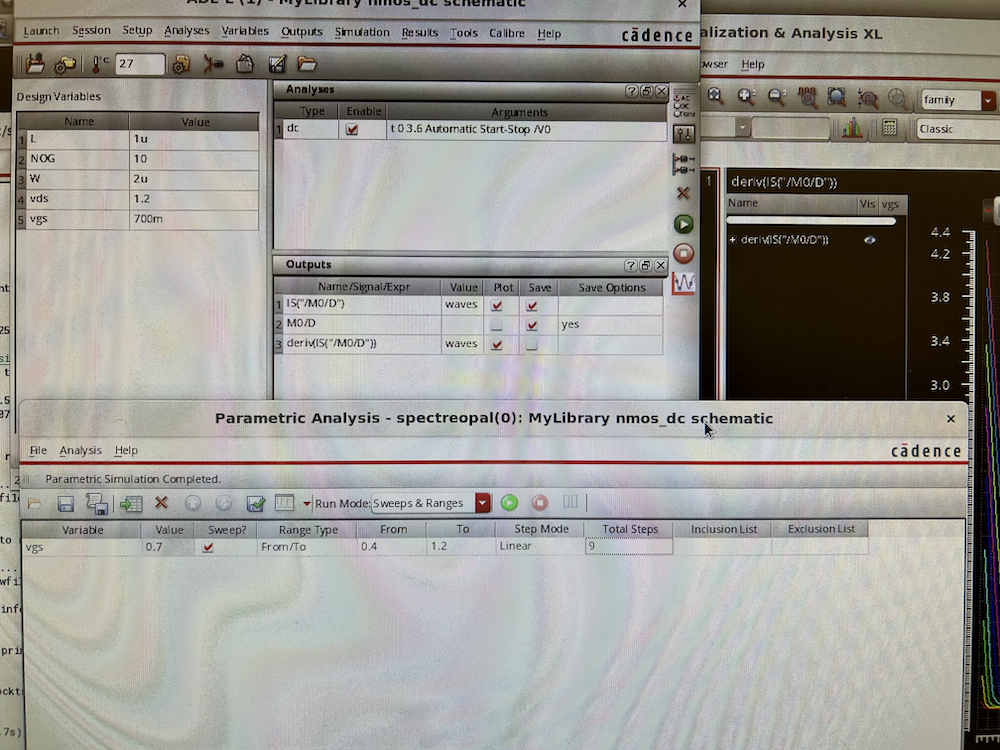 ADE L (1) - MyLibrary nmos_dc schematic
Launch Session Setup Analyses Variables Outputs Simulation Results Tools Calibre Help cādence
27
Design Variables
Name Value
1 L 1u
2 NOG 10
3 W 2u
4 vds 1.2
5 vgs 700m
Analyses
Type Enable Arguments
1 dc t 0 3.6 Automatic Start-Stop /V0
Outputs
Name/Signal/Expr Value Plot Save Save Options
1 IS("/M0/D") waves
2 M0/D yes
3 deriv(IS("/M0/D")) waves
alization & Analysis XL
wser Help
family
Classic
1 deriv(IS("/M0/D"))
Name Vis vgs
deriv(IS("/M0/D"))
4.4
4.2
3.8
3.4
3.0
Parametric Analysis - spectreopal(0): MyLibrary nmos_dc schematic
File Analysis Help cādence
Parametric Simulation Completed.
Run Mode: Sweeps & Ranges
Variable Value Sweep? Range Type From To Step Mode Total Steps Inclusion List Exclusion List
vgs 0.7 From/To 0.4 1.2 Linear 9